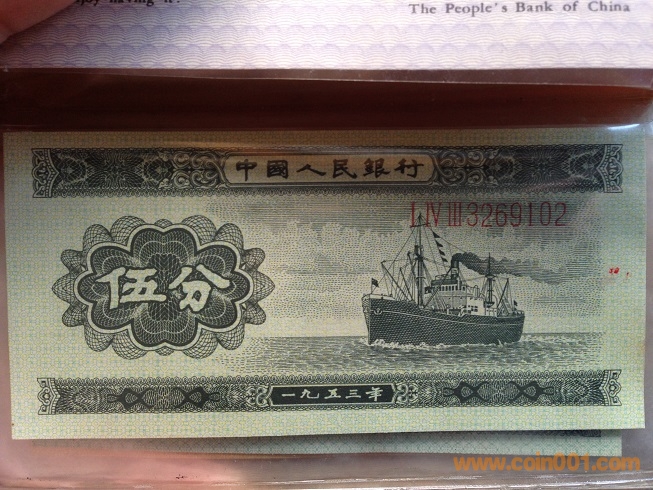 The People's Bank of China
中國人民銀行
I IV III 3269102
伍分
一九五三年
www.coin001.com